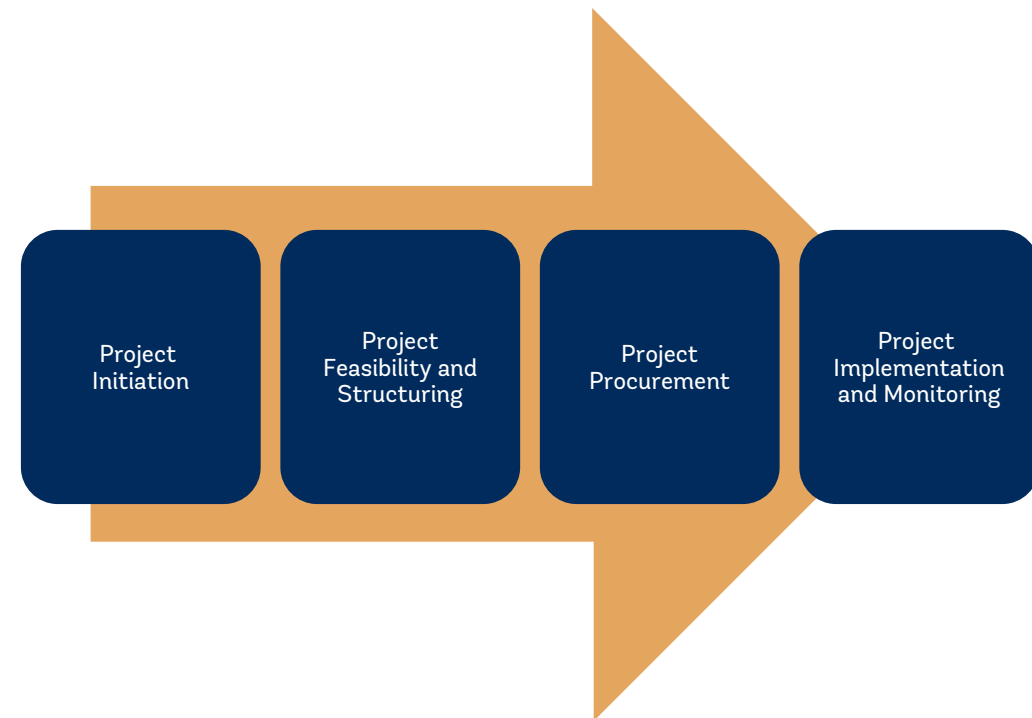 Project
Initiation
Project
Feasibility and
Structuring
Project
Procurement
Project
Implementation
and Monitoring